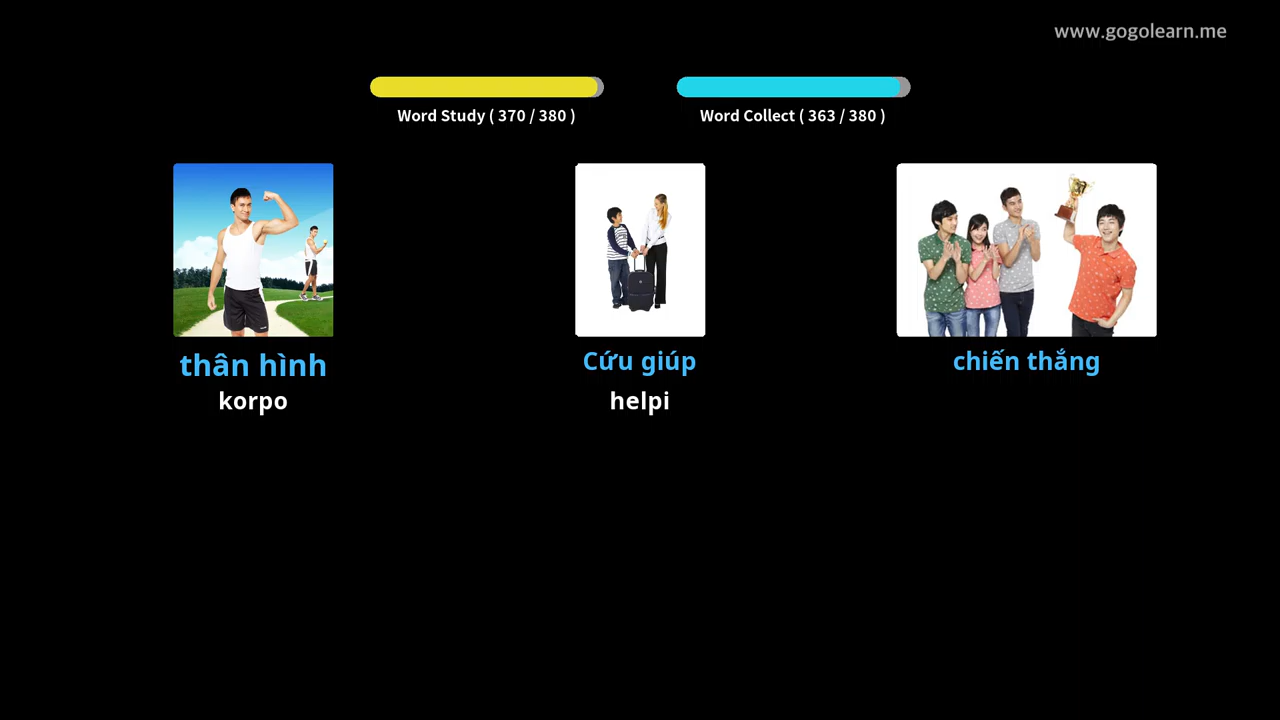 www.gogolearn.me
Word Study ( 370 / 380 )
Word Collect ( 363 / 380 )
thân hình
korpo
Cứu giúp
helpi
chiến thắng